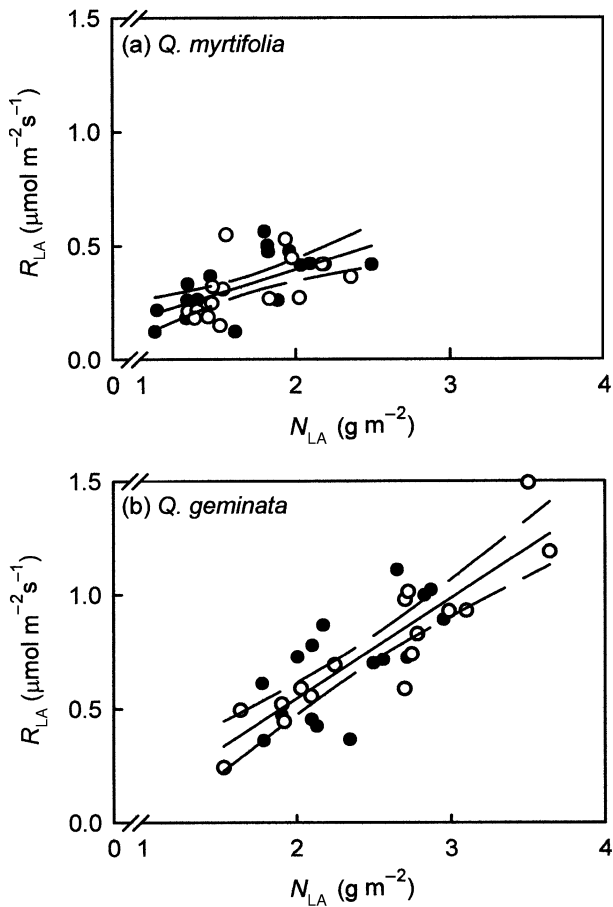 1.5
(a) Q. myrtifolia
1.0
R_LA (μmol m⁻²s⁻¹)
0.5
0.0
0 1 2 3 4
N_LA (g m⁻²)
1.5
(b) Q. geminata
1.0
R_LA (μmol m⁻²s⁻¹)
0.5
0.0
0 1 2 3 4
N_LA (g m⁻²)